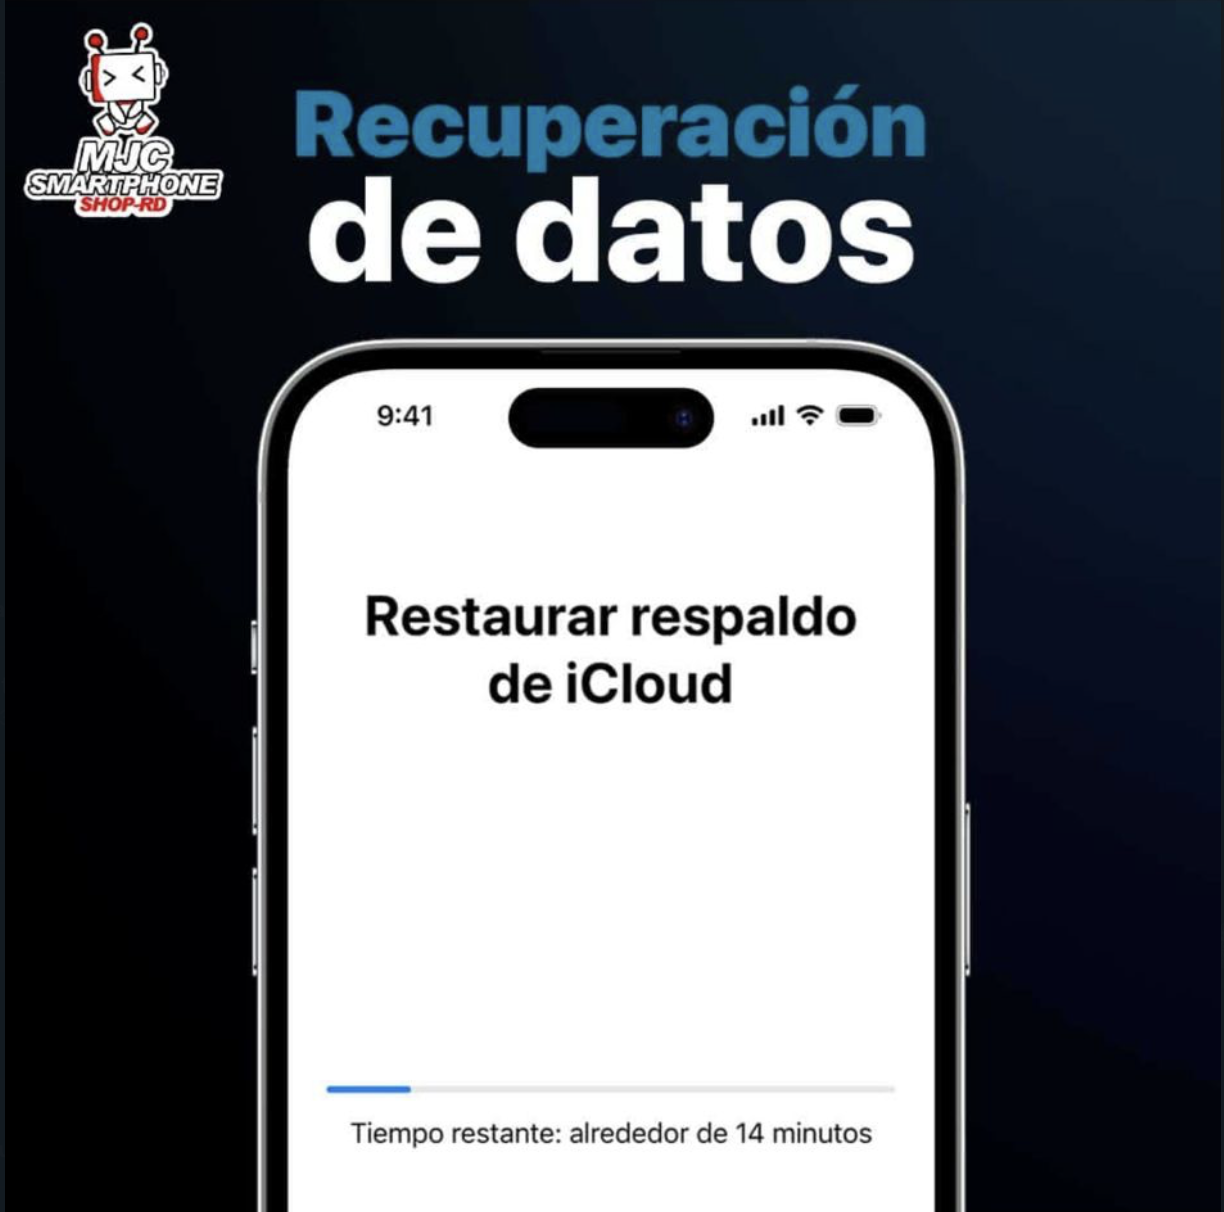 MJC
SMARTPHONE
SHOP-RD
Recuperación
de datos
9:41
Restaurar respaldo
de iCloud
Tiempo restante: alrededor de 14 minutos